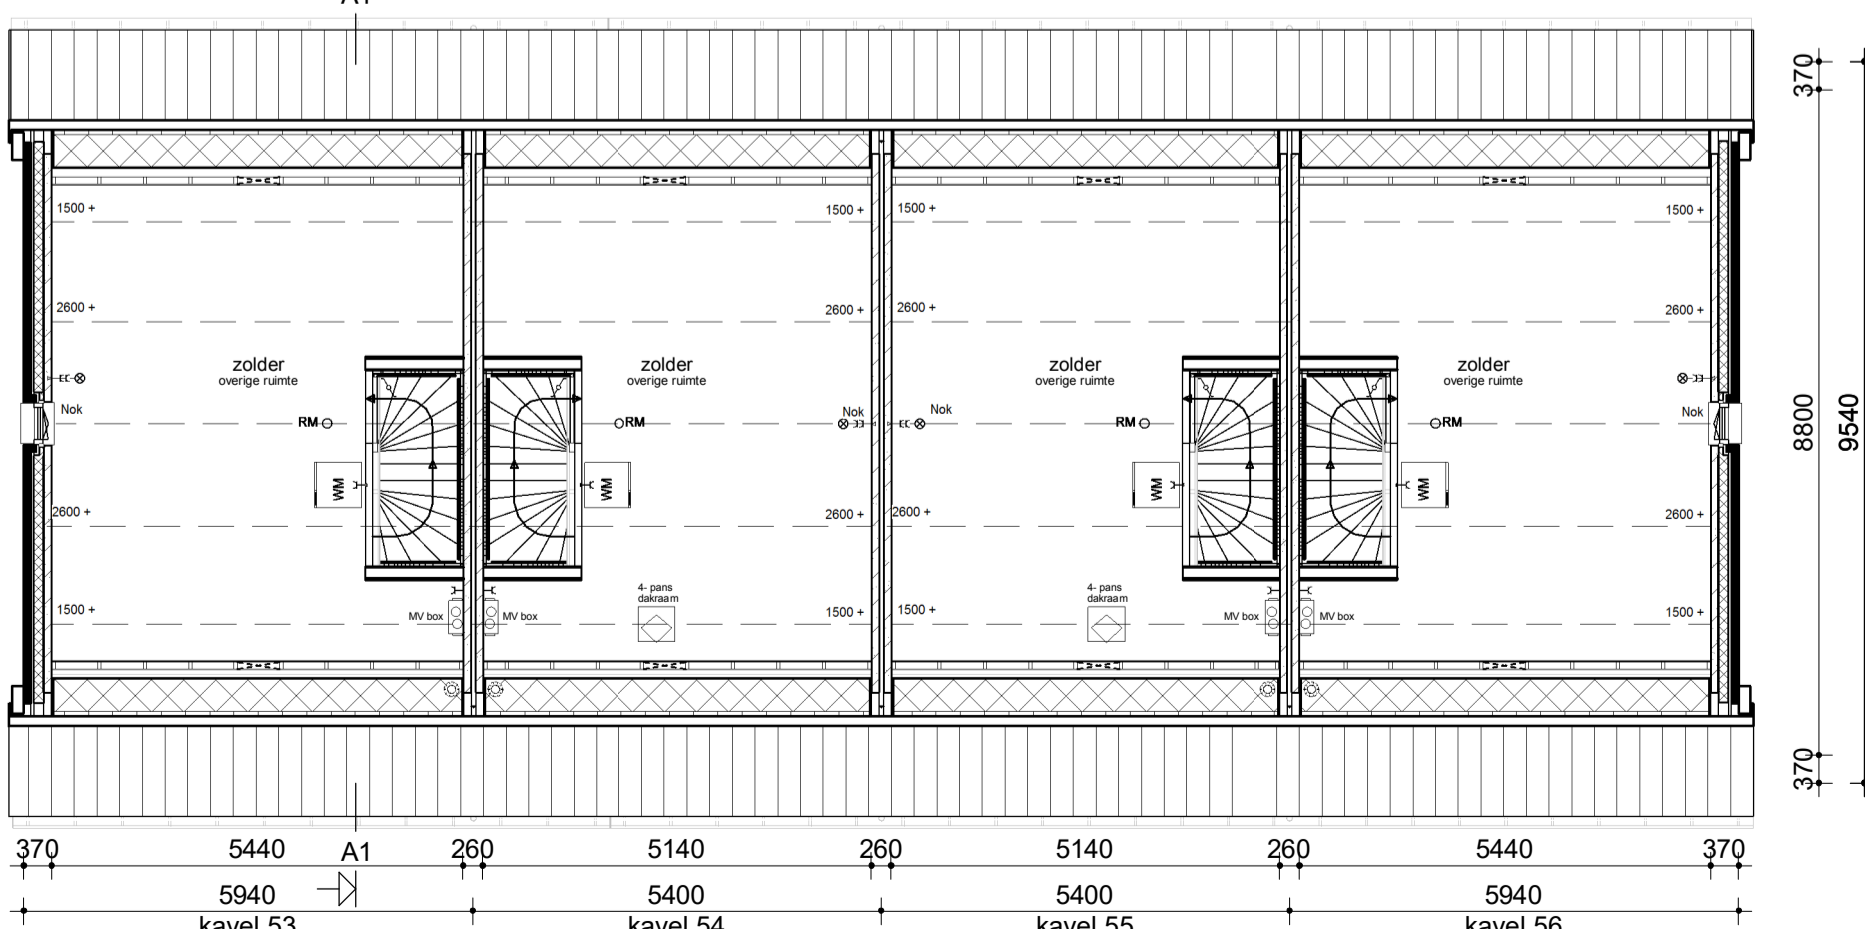 A1
370
1500 +
1500 +
1500 +
1500 +
2600 +
2600 +
2600 +
2600 +
zolder
overige ruimte
zolder
overige ruimte
zolder
overige ruimte
zolder
overige ruimte
Nok
RM
RM
Nok
Nok
RM
RM
Nok
8800
9540
WM
WM
WM
WM
2600 +
2600 +
2600 +
2600 +
4- pans
dakraam
4- pans
dakraam
1500 +
MV box
MV box
1500 +
1500 +
MV box
MV box
1500 +
370
370
5440
A1
260
5140
260
5140
260
5440
370
5940
5400
5400
5940
kavel 53
kavel 54
kavel 55
kavel 56